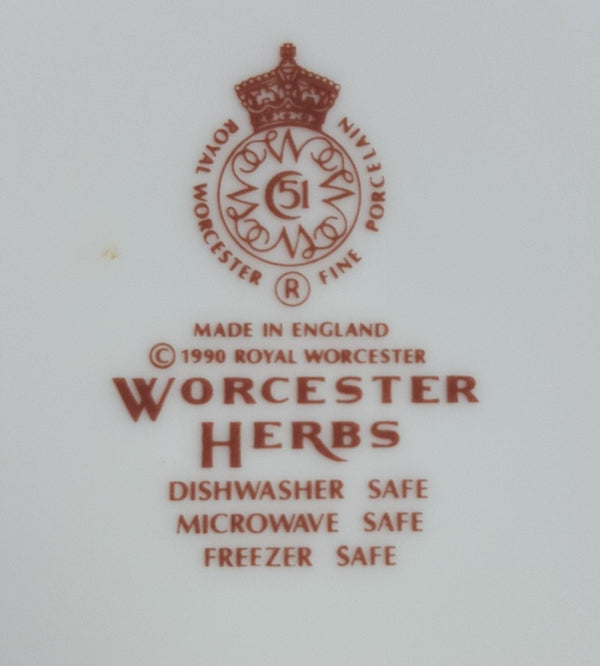 ROYAL WORCESTER FINE PORCELAIN
51
R
MADE IN ENGLAND
© 1990 ROYAL WORCESTER
WORCESTER
HERBS
DISHWASHER SAFE
MICROWAVE SAFE
FREEZER SAFE